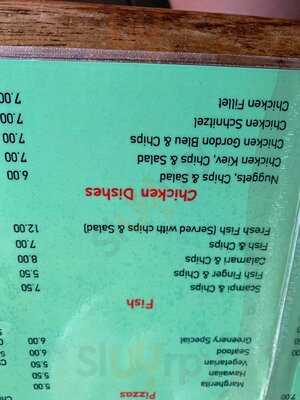 Pizzas
Margherita 5.00
Hawaiian 5.50
Vegetarian 5.50
Seafood 6.00
Greenery Special 6.00
Fish
Scampi & Chips 7.50
Fish Finger & Chips 5.50
Calamari & Chips 8.00
Fish & Chips 7.00
Fresh Fish (Served with chips & Salad) 12.00
Chicken Dishes
Nuggets, Chips & Salad 6.00
Chicken Kiev, Chips & Salad 7.00
Chicken Gordon Bleu & Chips 7.00
Chicken Schnitzel 7.00
Chicken Fillet 7.00